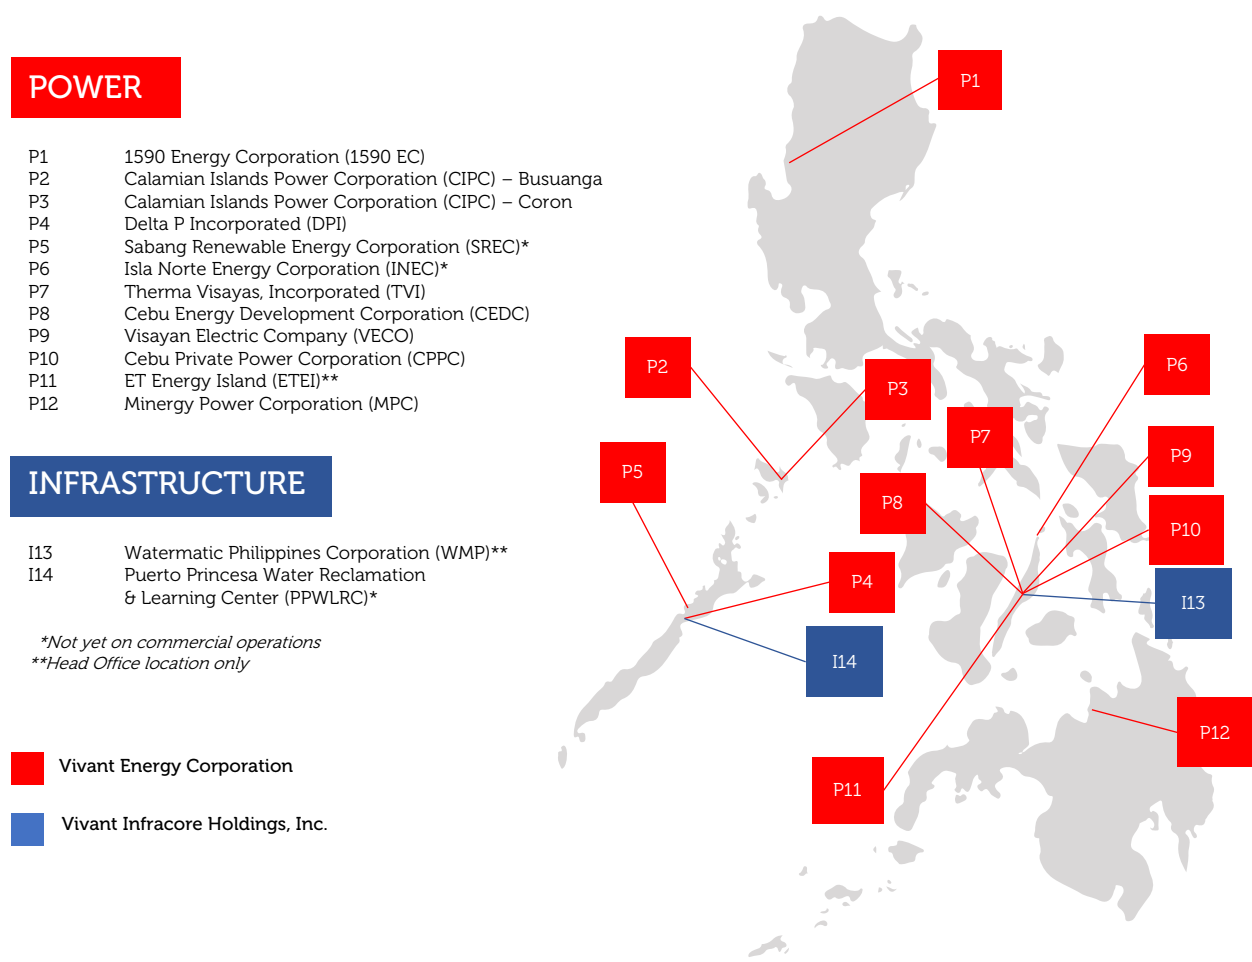 POWER
P1 1590 Energy Corporation (1590 EC)
P2 Calamian Islands Power Corporation (CIPC) – Busuanga
P3 Calamian Islands Power Corporation (CIPC) – Coron
P4 Delta P Incorporated (DPI)
P5 Sabang Renewable Energy Corporation (SREC)*
P6 Isla Norte Energy Corporation (INEC)*
P7 Therma Visayas, Incorporated (TVI)
P8 Cebu Energy Development Corporation (CEDC)
P9 Visayan Electric Company (VECO)
P10 Cebu Private Power Corporation (CPPC)
P11 ET Energy Island (ETEI)**
P12 Minergy Power Corporation (MPC)
INFRASTRUCTURE
I13 Watermatic Philippines Corporation (WMP)**
I14 Puerto Princesa Water Reclamation
& Learning Center (PPWLRC)*
*Not yet on commercial operations
**Head Office location only
Vivant Energy Corporation
Vivant Infracore Holdings, Inc.
P1
P2
P3
P6
P7
P5
P9
P8
P10
P4
I13
I14
P12
P11